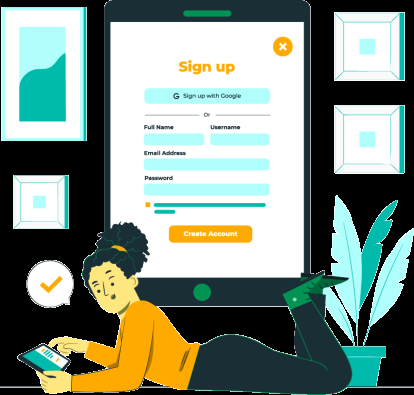 Sign up
G Sign up with Google
Or
Full Name Username
Email Address
Password
Create Account